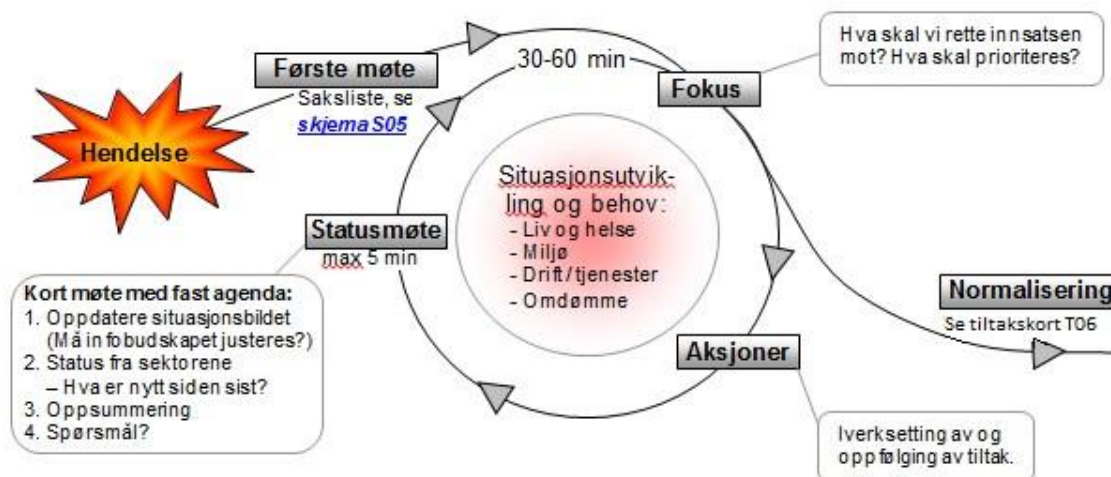 Hendelse
Første møte
Saksliste, se
skjema S05
30-60 min
Fokus
Hva skal vi rette innsatsen
mot? Hva skal prioriteres?
Situasjonsutvik-
ling og behov:
- Liv og helse
- Miljø
- Drift/tjenester
- Omdømme
Statusmøte
max 5 min
Kort møte med fast agenda:
1. Oppdatere situasjonsbildet
(Må infobudskapet justeres?)
2. Status fra sektorene
– Hva er nytt siden sist?
3. Oppsummering
4. Spørsmål?
Aksjoner
Iverksetting av og
oppfølging av tiltak.
Normalisering
Se tiltakskort T06